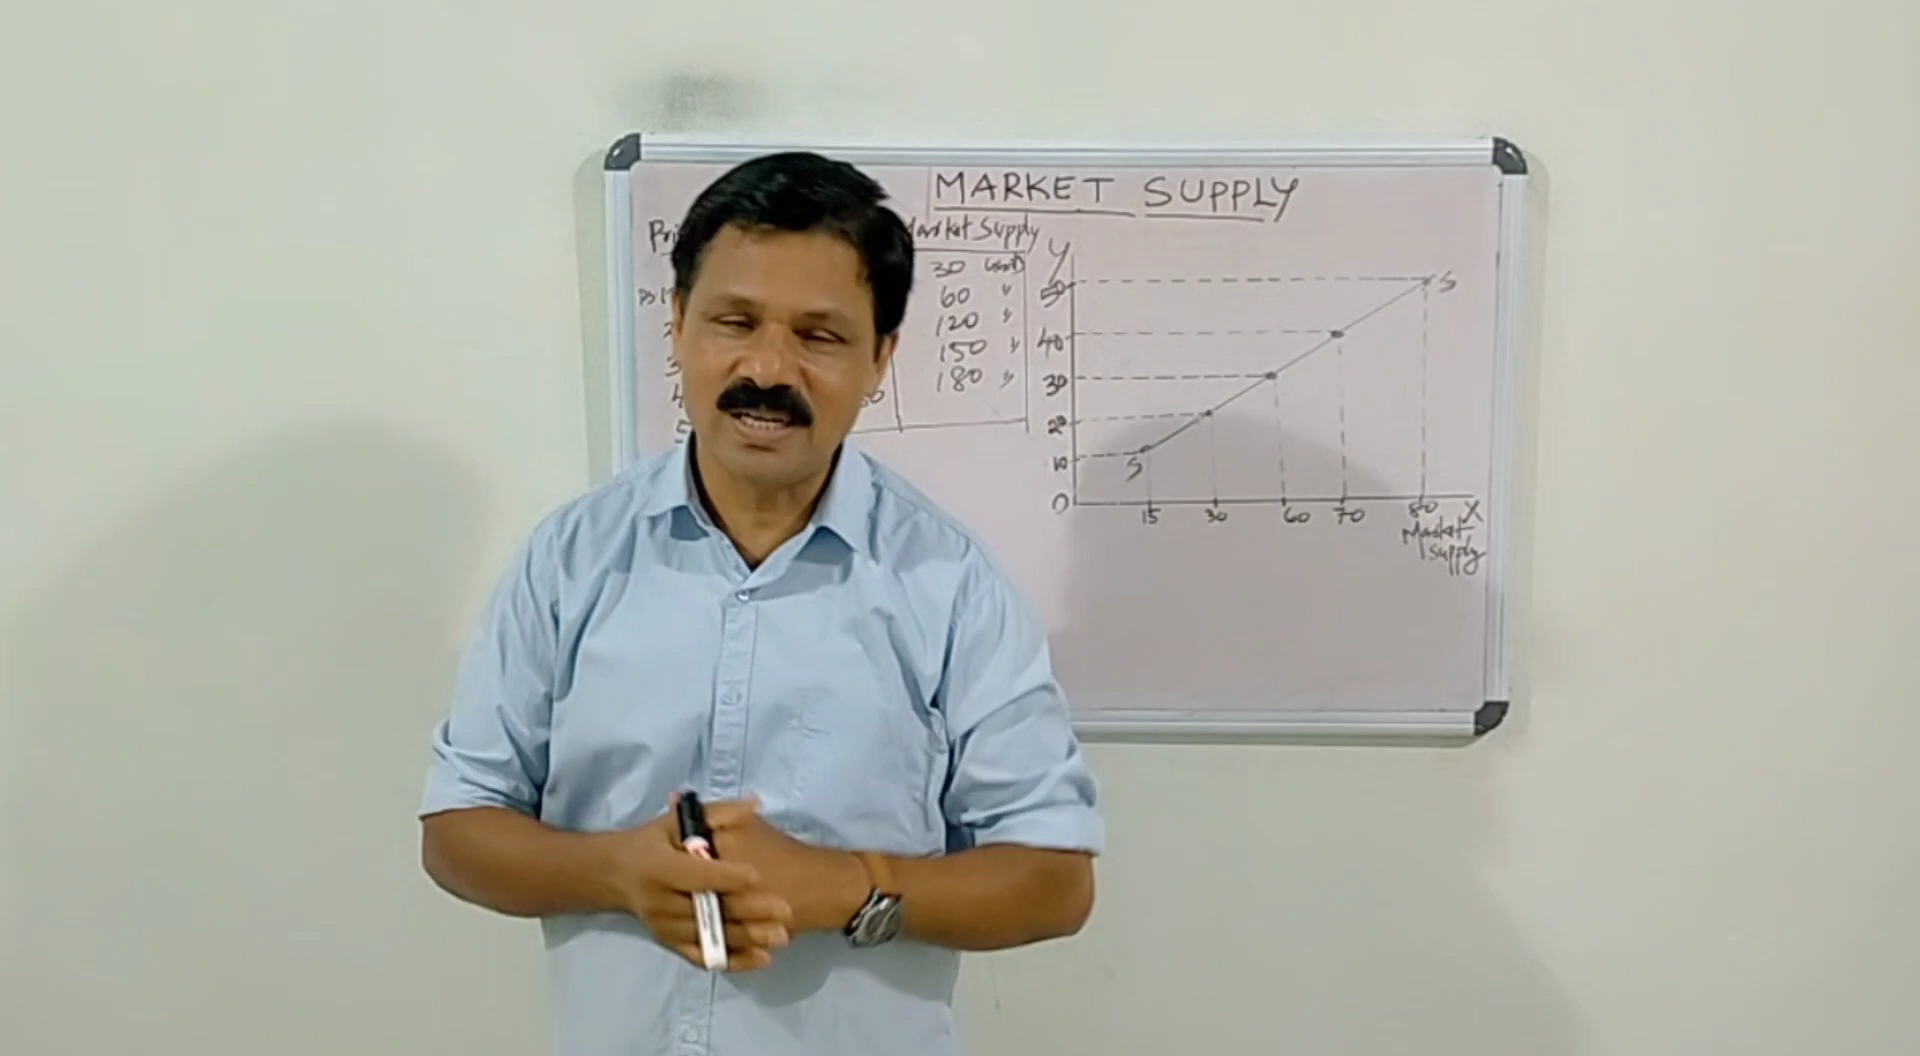 MARKET SUPPLY
Market Supply
30 units
60 "
120 "
150 "
180 "
Y
50
40
30
20
10
0
S
S
15 30 60 70 80 X
Market
Supply